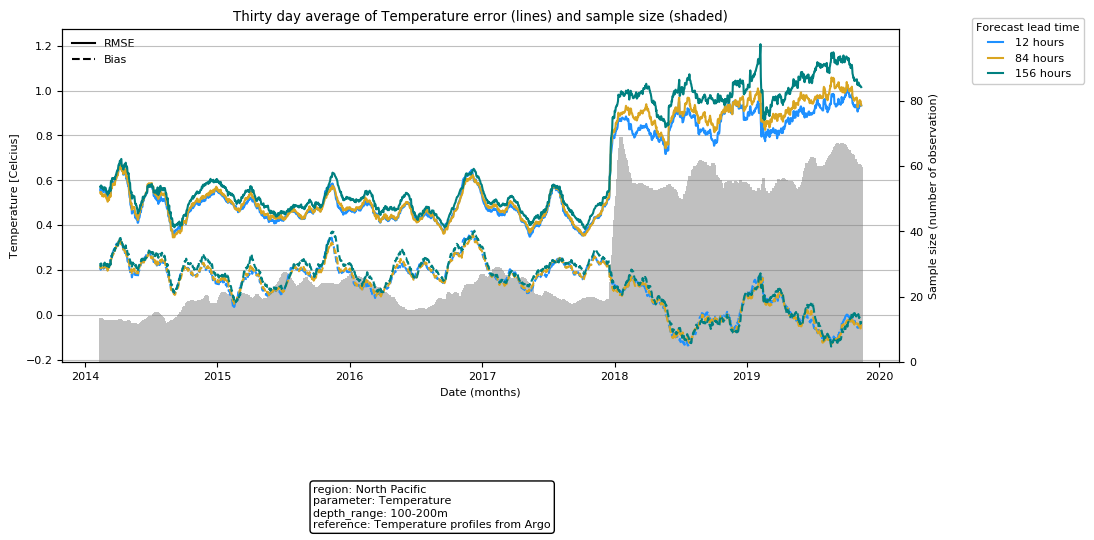 Thirty day average of Temperature error (lines) and sample size (shaded)
RMSE
Bias
Forecast lead time
12 hours
84 hours
156 hours
Temperature [Celcius]
1.2
1.0
0.8
0.6
0.4
0.2
0.0
−0.2
Sample size (number of observation)
80
60
40
20
0
2014 2015 2016 2017 2018 2019 2020
Date (months)
region: North Pacific
parameter: Temperature
depth_range: 100-200m
reference: Temperature profiles from Argo